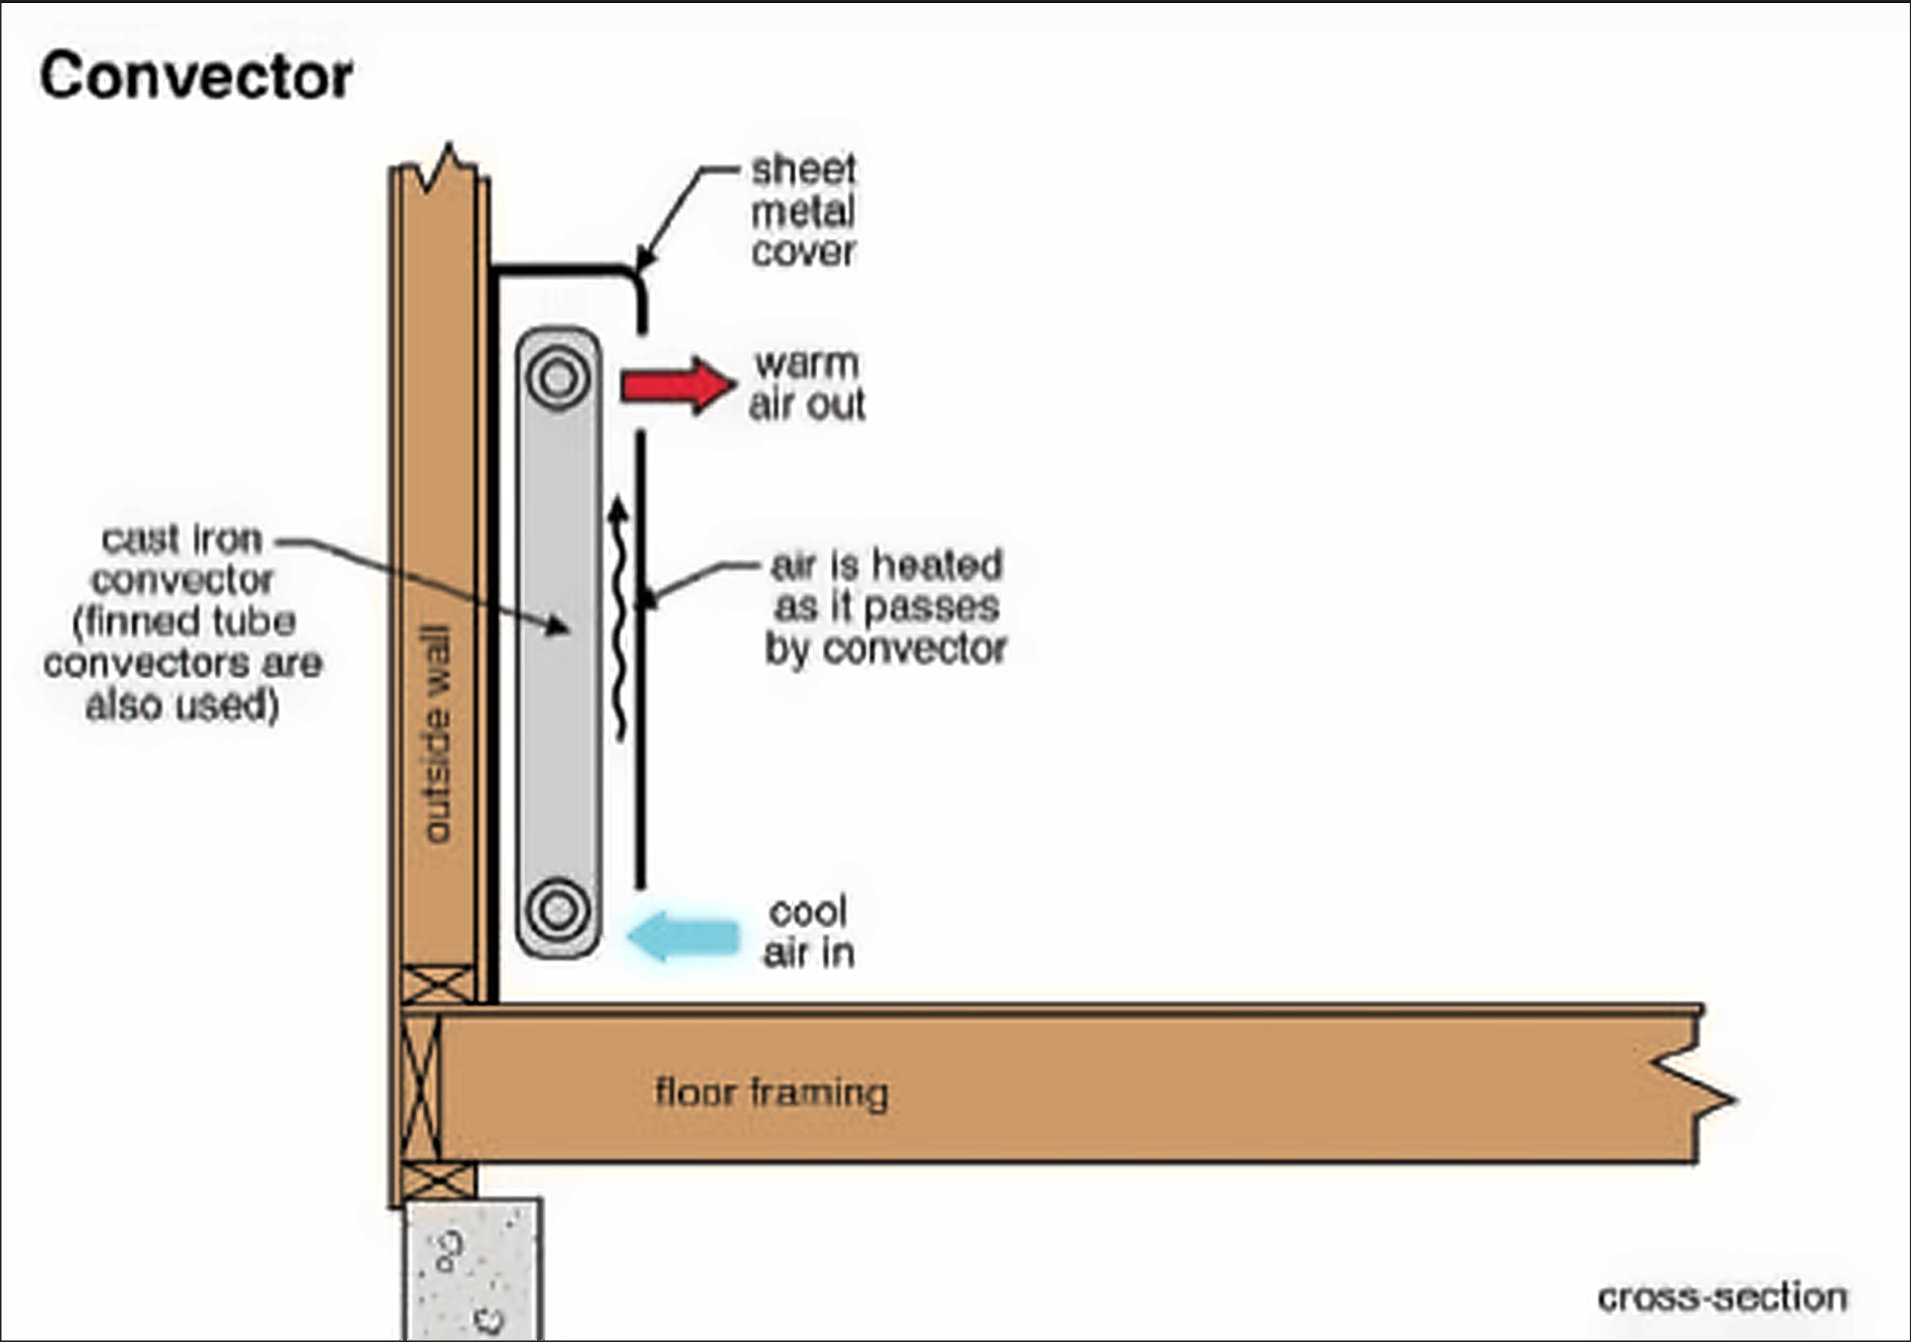 Convector
sheet
metal
cover
warm
air out
cast iron
convector
(finned tube
convectors are
also used)
air is heated
as it passes
by convector
outside wall
cool
air in
floor framing
cross-section